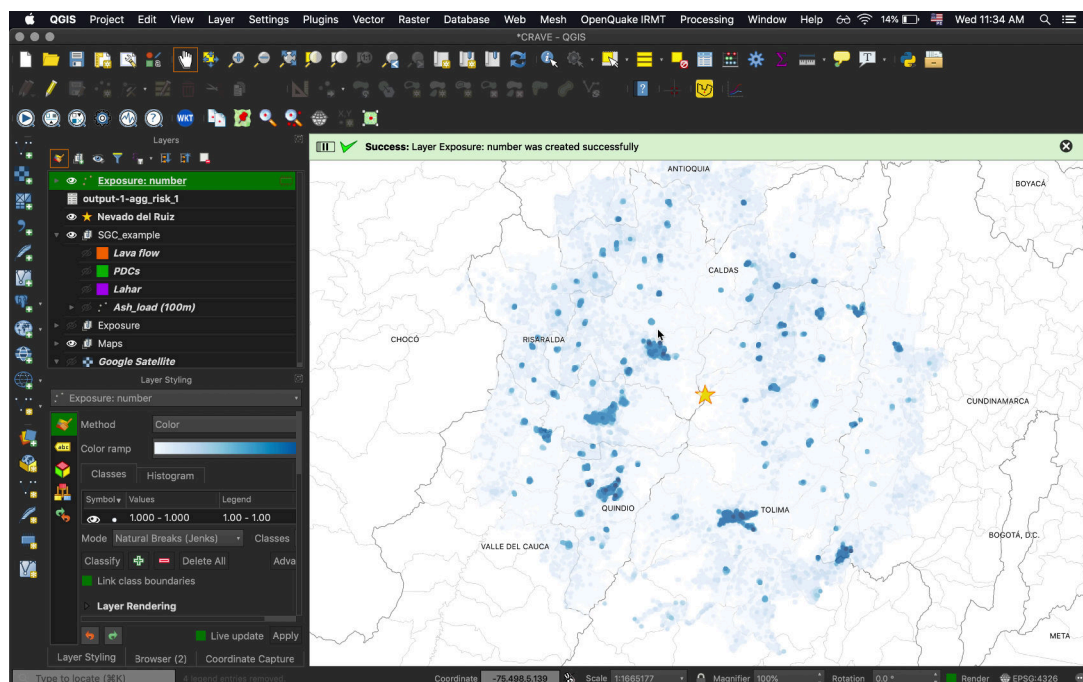 QGIS Project Edit View Layer Settings Plugins Vector Raster Database Web Mesh OpenQuake IRMT Processing Window Help 14% Wed 11:34 AM
*CRAVE - QGIS
WKT
Layers
Success: Layer Exposure: number was created successfully
Exposure: number
output-1-agg_risk_1
Nevado del Ruiz
SGC_example
Lava flow
PDCs
Lahar
Ash_load (100m)
Exposure
Maps
Google Satellite
Layer Styling
Exposure: number
Method Color
abc
Color ramp
Classes Histogram
Symbol Values Legend
1.000 - 1.000 1.00 - 1.00
Mode Natural Breaks (Jenks) Classes
Classify Delete All Adva
Link class boundaries
Layer Rendering
Live update Apply
Layer Styling Browser (2) Coordinate Capture
ANTIOQUIA
BOYACÁ
CALDAS
CHOCÓ
RISARALDA
CUNDINAMARCA
QUINDIO
TOLIMA
BOGOTÁ, D.C.
VALLE DEL CAUCA
META
Type to locate (⌘K) 4 legend entries removed. Coordinate -75.498,5.139 Scale 1:1665177 Magnifier 100% Rotation 0.0 ° Render EPSG:4326